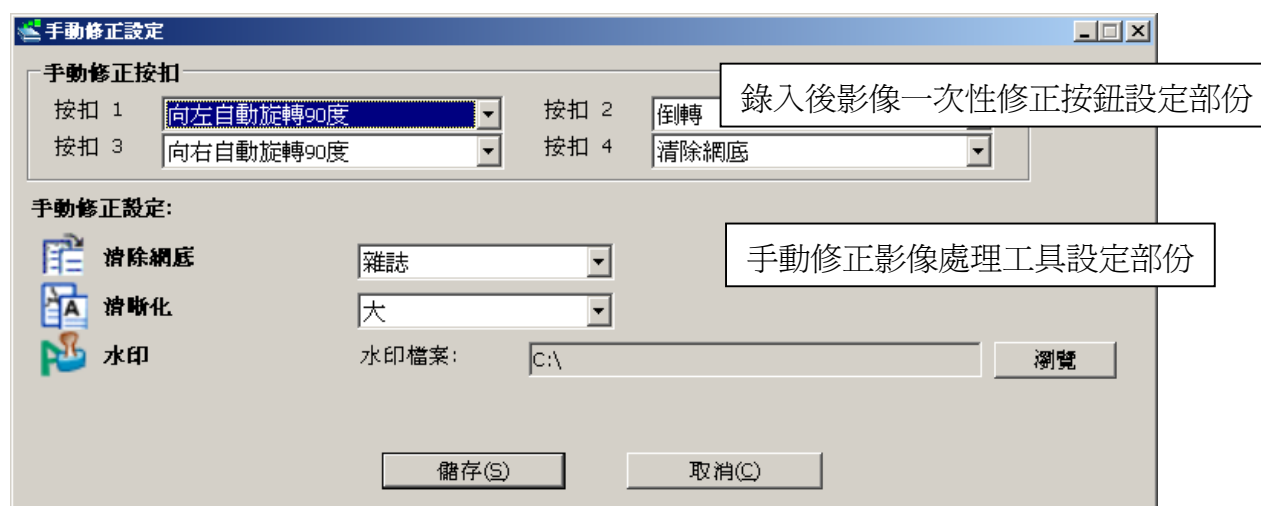 手動修正設定
手動修正按扣
錄入後影像一次性修正按鈕設定部份
按扣 1 向左自動旋轉90度 按扣 2 倒轉
按扣 3 向右自動旋轉90度 按扣 4 清除網底
手動修正設定:
清除網底 雜誌
手動修正影像處理工具設定部份
清晰化 大
水印 水印檔案: C:\ 瀏覽
儲存(S) 取消(C)